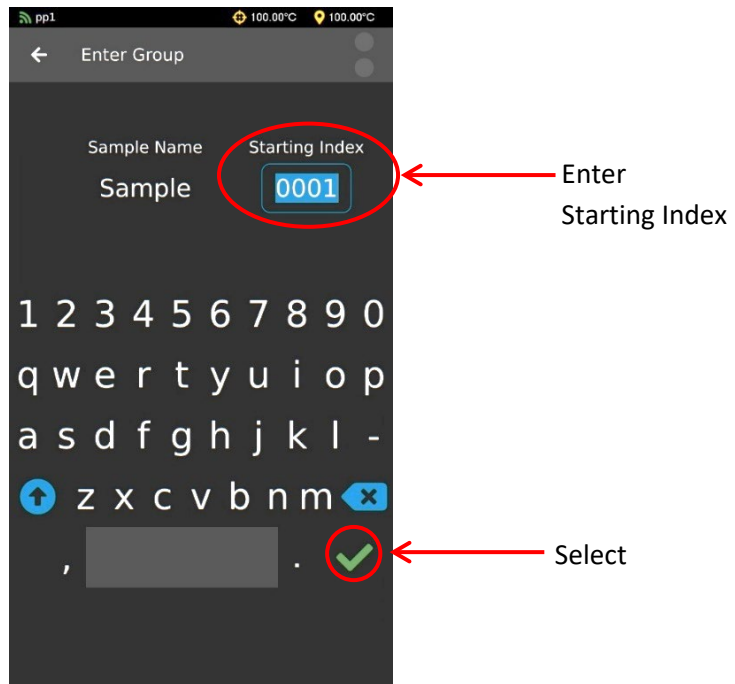 pp1 100.00°C 100.00°C
Enter Group
Sample Name Starting Index
Sample 0001
Enter
Starting Index
1 2 3 4 5 6 7 8 9 0
q w e r t y u i o p
a s d f g h j k l -
z x c v b n m
, .
Select